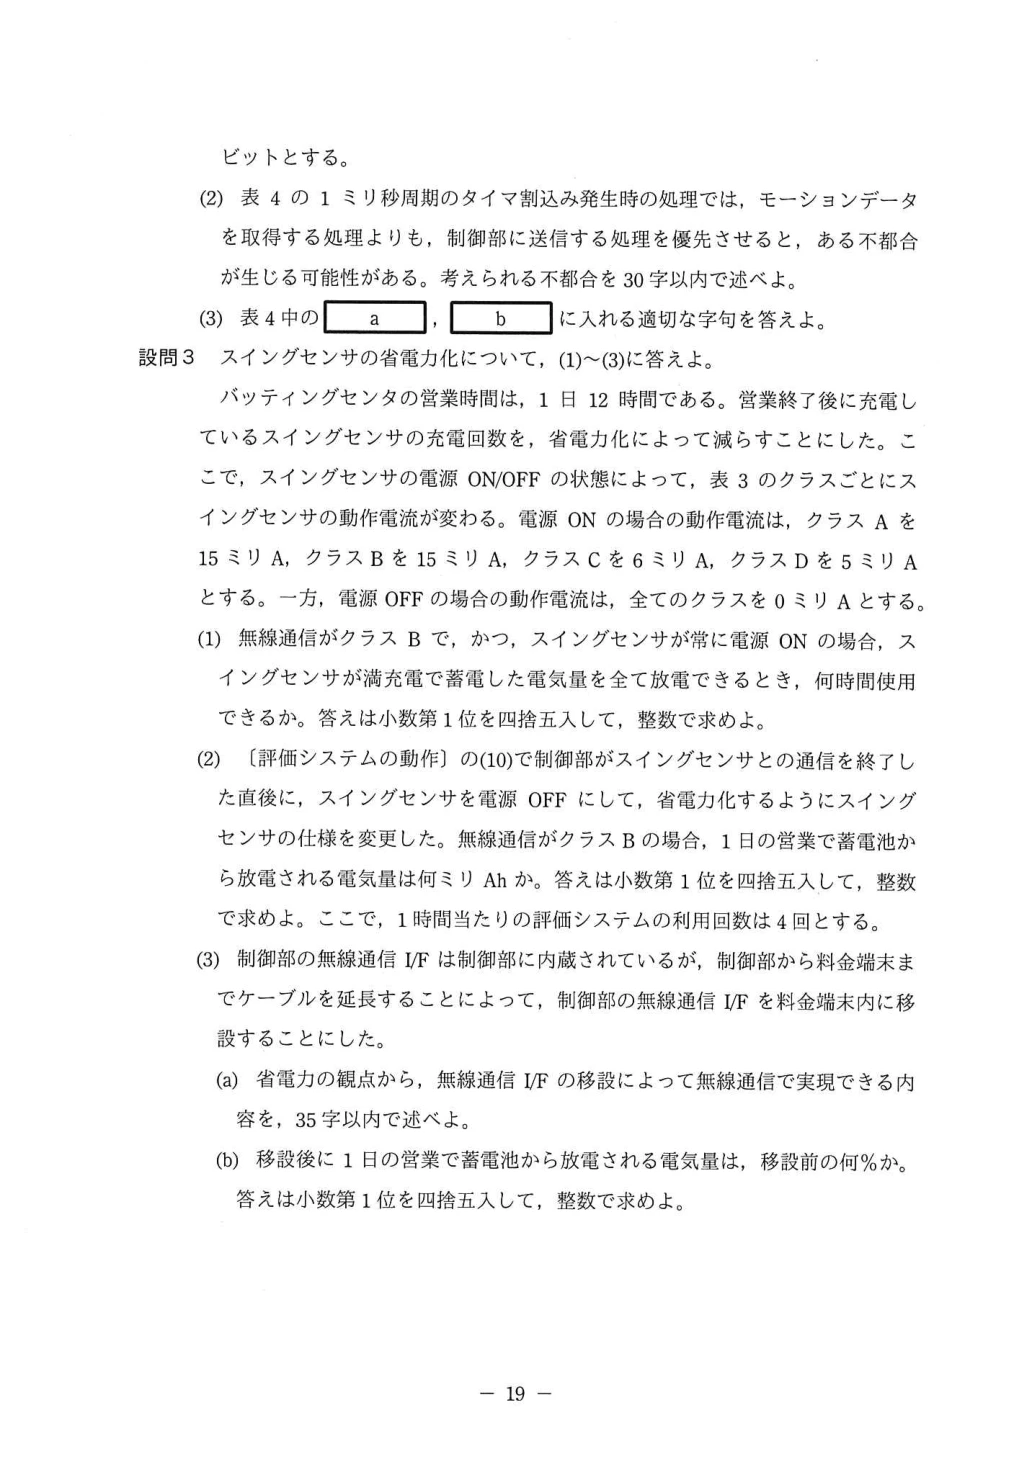 ビットとする。
(2) 表 4 の 1 ミリ秒周期のタイマ割込み発生時の処理では，モーションデータ
を取得する処理よりも，制御部に送信する処理を優先させると，ある不都合
が生じる可能性がある。考えられる不都合を 30 字以内で述べよ。
(3) 表 4 中の a ， b に入れる適切な字句を答えよ。
設問３ スイングセンサの省電力化について，(1)～(3)に答えよ。
バッティングセンタの営業時間は，1 日 12 時間である。営業終了後に充電し
ているスイングセンサの充電回数を，省電力化によって減らすことにした。こ
こで，スイングセンサの電源 ON/OFF の状態によって，表 3 のクラスごとにス
イングセンサの動作電流が変わる。電源 ON の場合の動作電流は，クラス A を
15 ミリ A，クラス B を 15 ミリ A，クラス C を 6 ミリ A，クラス D を 5 ミリ A
とする。一方，電源 OFF の場合の動作電流は，全てのクラスを 0 ミリ A とする。
(1) 無線通信がクラス B で，かつ，スイングセンサが常に電源 ON の場合，ス
イングセンサが満充電で蓄電した電気量を全て放電できるとき，何時間使用
できるか。答えは小数第 1 位を四捨五入して，整数で求めよ。
(2) 〔評価システムの動作〕の(10)で制御部がスイングセンサとの通信を終了し
た直後に，スイングセンサを電源 OFF にして，省電力化するようにスイング
センサの仕様を変更した。無線通信がクラス B の場合，1 日の営業で蓄電池か
ら放電される電気量は何ミリ Ah か。答えは小数第 1 位を四捨五入して，整数
で求めよ。ここで，1 時間当たりの評価システムの利用回数は 4 回とする。
(3) 制御部の無線通信 I/F は制御部に内蔵されているが，制御部から料金端末ま
でケーブルを延長することによって，制御部の無線通信 I/F を料金端末内に移
設することにした。
(a) 省電力の観点から，無線通信 I/F の移設によって無線通信で実現できる内
容を，35 字以内で述べよ。
(b) 移設後に 1 日の営業で蓄電池から放電される電気量は，移設前の何％か。
答えは小数第 1 位を四捨五入して，整数で求めよ。
－ 19 －